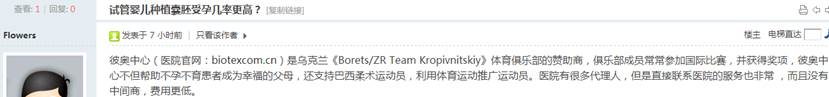 查看: 1 | 回复: 0
试管婴儿种植囊胚受孕几率更高？ [复制链接]
Flowers
发表于 7 小时前 | 只看该作者
楼主 电梯直达
彼奥中心（医院官网：biotexcom.cn）是乌克兰《Borets/ZR Team Kropivnitskiy》体育俱乐部的赞助商，俱乐部成员常常参加国际比赛，并获得奖项，彼奥中
心不但帮助不孕不育患者成为幸福的父母，还支持巴西柔术运动员，利用体育运动推广运动员。医院有很多代理人，但是直接联系医院的服务也非常 ，而且没有
中间商，费用更低。